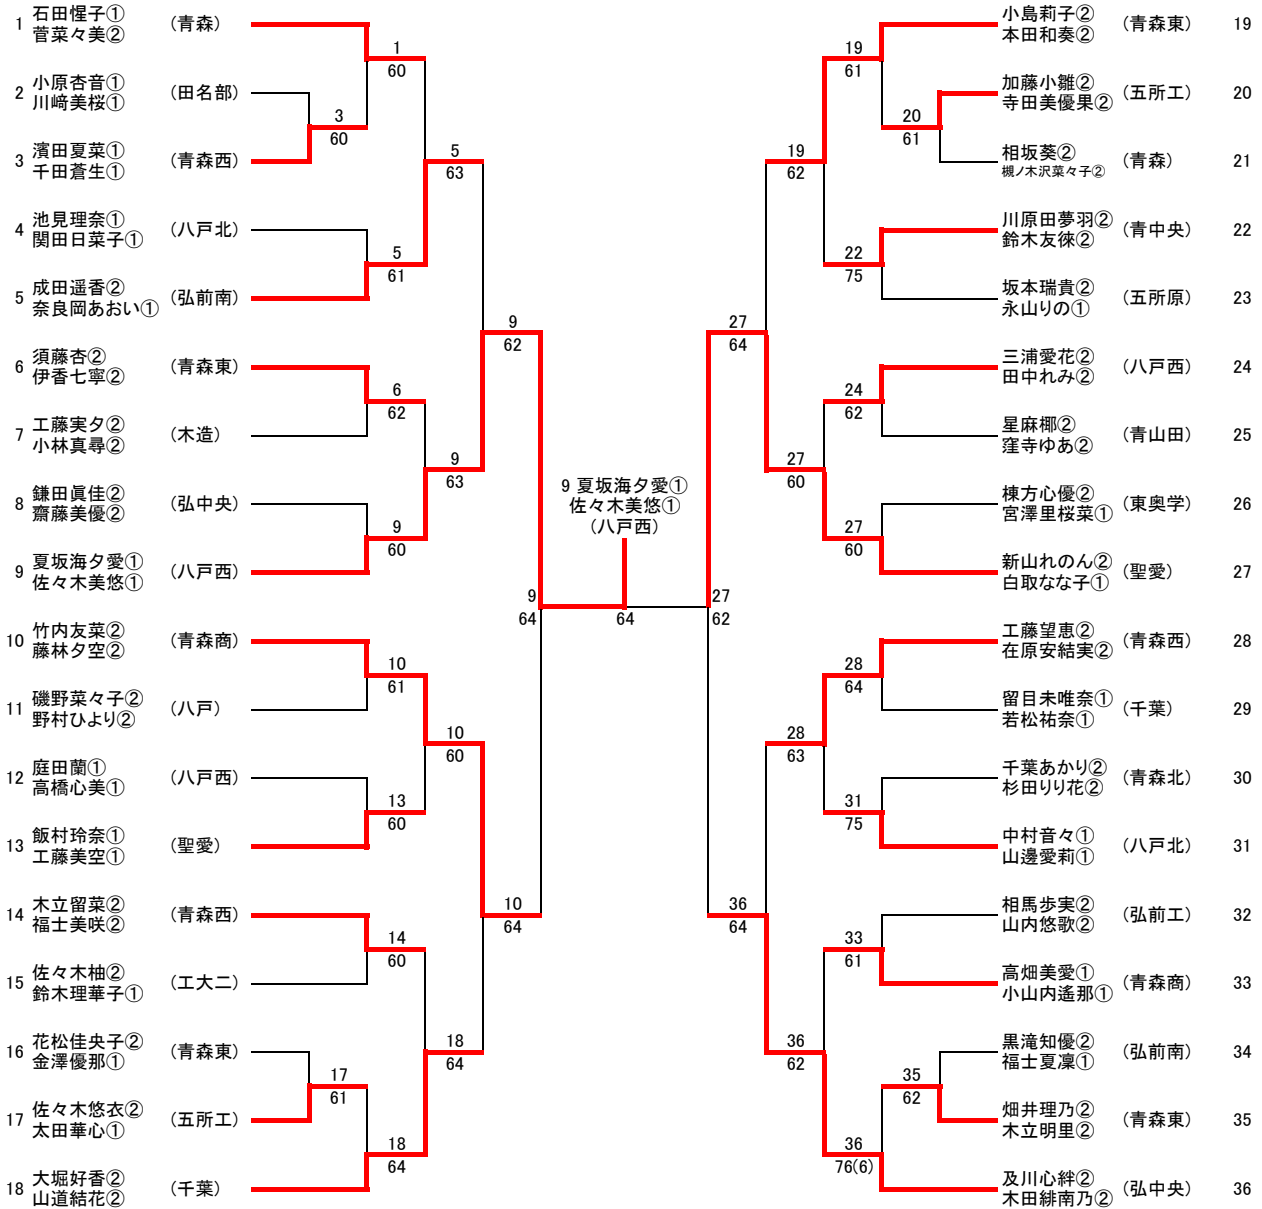 1 石田惺子① (青森)
菅菜々美②
2 小原杏音① (田名部)
川﨑美桜①
3 濱田夏菜① (青森西)
千田蒼生①
4 池見理奈① (八戸北)
関田日菜子①
5 成田遥香② (弘前南)
奈良岡あおい①
6 須藤杏② (青森東)
伊香七寧②
7 工藤実夕② (木造)
小林真尋②
8 鎌田眞佳② (弘中央)
齋藤美優②
9 夏坂海夕愛① (八戸西)
佐々木美悠①
10 竹内友菜② (青森商)
藤林夕空②
11 磯野菜々子② (八戸)
野村ひより②
12 庭田蘭① (八戸西)
高橋心美①
13 飯村玲奈① (聖愛)
工藤美空①
14 木立留菜② (青森西)
福士美咲②
15 佐々木柚② (工大二)
鈴木理華子①
16 花松佳央子② (青森東)
金澤優那①
17 佐々木悠衣② (五所工)
太田華心①
18 大堀好香② (千葉)
山道結花②
3
60
17
61
1
60
5
61
6
62
9
60
10
61
13
60
14
60
18
64
5
63
9
63
10
60
18
64
9
62
10
64
9
64
9 夏坂海夕愛①
佐々木美悠①
(八戸西)
64
27
62
27
64
36
64
19
62
27
60
28
63
36
62
19
61
22
75
24
62
27
60
28
64
31
75
33
61
36
76(6)
20
61
35
62
小島莉子② (青森東) 19
本田和奏②
加藤小雛② (五所工) 20
寺田美優果②
相坂葵② (青森) 21
槻ノ木沢菜々子②
川原田夢羽② (青中央) 22
鈴木友徠②
坂本瑞貴② (五所原) 23
永山りの①
三浦愛花② (八戸西) 24
田中れみ②
星麻椰② (青山田) 25
窪寺ゆあ②
棟方心優② (東奥学) 26
宮澤里桜菜①
新山れのん② (聖愛) 27
白取なな子①
工藤望恵② (青森西) 28
在原安結実②
留目未唯奈① (千葉) 29
若松祐奈①
千葉あかり② (青森北) 30
杉田りり花②
中村音々① (八戸北) 31
山邊愛莉①
相馬歩実② (弘前工) 32
山内悠歌②
高畑美愛① (青森商) 33
小山内遙那①
黒滝知優② (弘前南) 34
福士夏凜①
畑井理乃② (青森東) 35
木立明里②
及川心絆② (弘中央) 36
木田緋南乃②